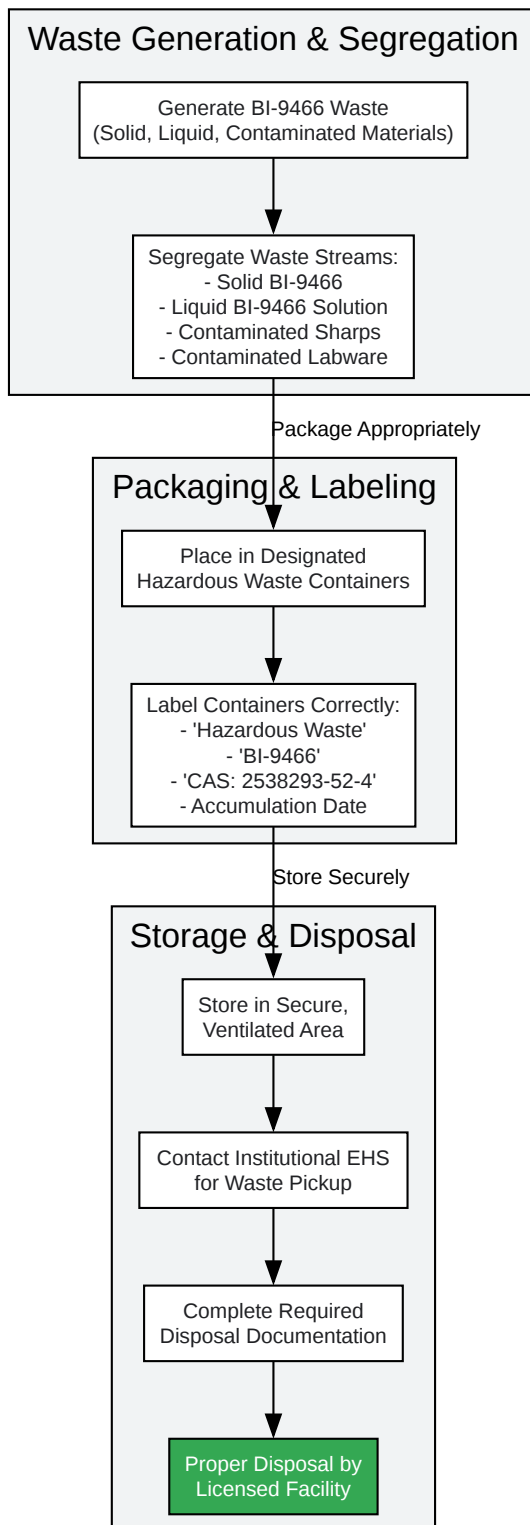 Waste Generation & Segregation
Generate BI-9466 Waste
(Solid, Liquid, Contaminated Materials)
Segregate Waste Streams:
- Solid BI-9466
- Liquid BI-9466 Solution
- Contaminated Sharps
- Contaminated Labware
Package Appropriately
Packaging & Labeling
Place in Designated
Hazardous Waste Containers
Label Containers Correctly:
- 'Hazardous Waste'
- 'BI-9466'
- 'CAS: 2538293-52-4'
- Accumulation Date
Store Securely
Storage & Disposal
Store in Secure,
Ventilated Area
Contact Institutional EHS
for Waste Pickup
Complete Required
Disposal Documentation
Proper Disposal by
Licensed Facility